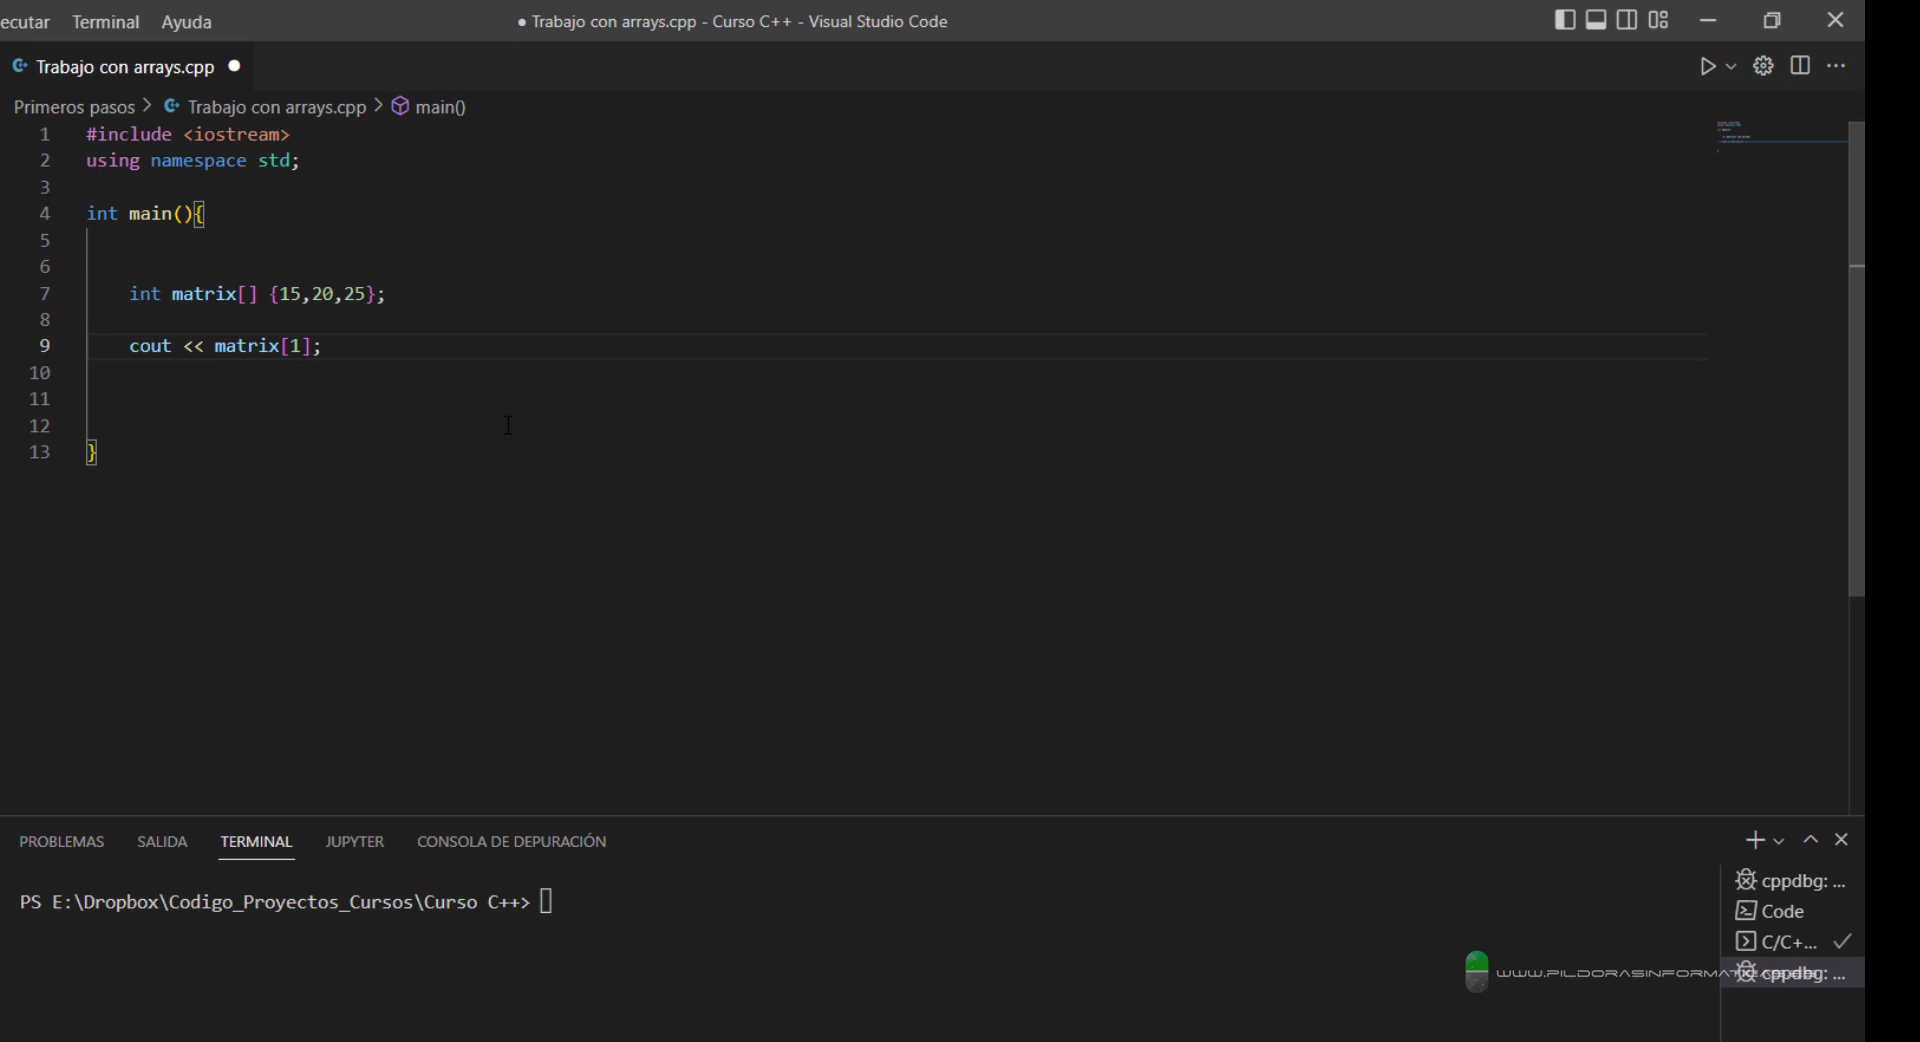 ecutar Terminal Ayuda ● Trabajo con arrays.cpp - Curso C++ - Visual Studio Code
Trabajo con arrays.cpp ●
Primeros pasos > Trabajo con arrays.cpp > main()
1 #include <iostream>
2 using namespace std;
3
4 int main(){
5
6
7 int matrix[] {15,20,25};
8
9 cout << matrix[1];
10
11
12
13 }
PROBLEMAS SALIDA TERMINAL JUPYTER CONSOLA DE DEPURACIÓN
PS E:\Dropbox\Codigo_Proyectos_Cursos\Curso C++>
cppdbg: ...
Code
C/C+...
cppdbg: ...